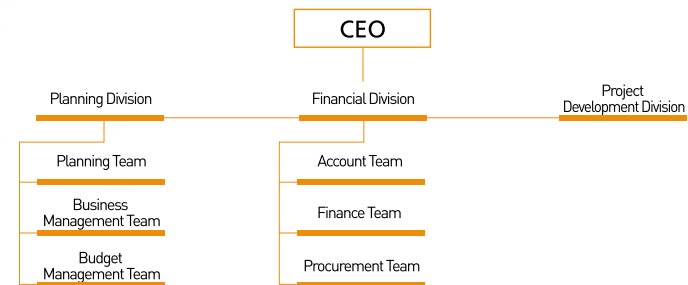 CEO
Planning Division
Financial Division
Project
Development Division
Planning Team
Account Team
Business
Management Team
Finance Team
Budget
Management Team
Procurement Team